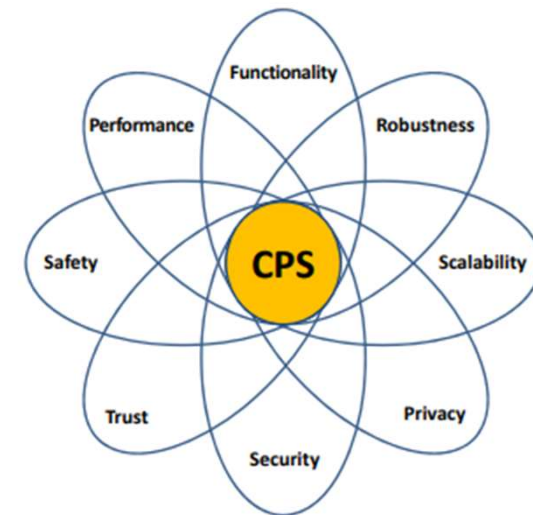 Functionality
Performance
Robustness
Safety
CPS
Scalability
Trust
Privacy
Security